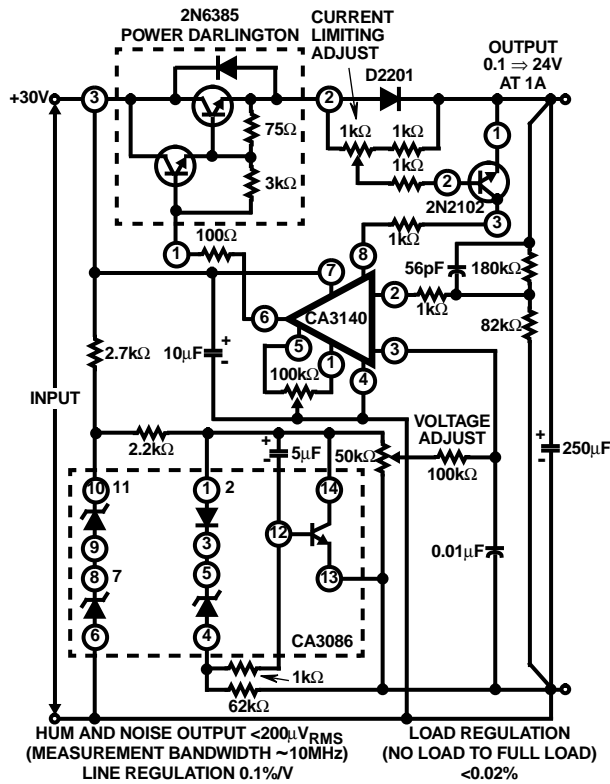 2N6385
POWER DARLINGTON
CURRENT
LIMITING
ADJUST
OUTPUT
0.1 ⇒ 24V
AT 1A
D2201
+30V
3
2
1
75Ω
3kΩ
1kΩ
1kΩ
1kΩ
2
2N2102
3
1
100Ω
1kΩ
8
7
56pF
180kΩ
6
CA3140
2
1kΩ
82kΩ
5
1
3
4
2.7kΩ
10μF
+
-
100kΩ
INPUT
VOLTAGE
ADJUST
2.2kΩ
+
-
5μF
50kΩ
100kΩ
+
-
250μF
10
11
1
2
14
12
9
3
0.01μF
8
7
5
13
6
4
CA3086
1kΩ
62kΩ
HUM AND NOISE OUTPUT <200μVRMS
(MEASUREMENT BANDWIDTH ~10MHz)
LINE REGULATION 0.1%/V
LOAD REGULATION
(NO LOAD TO FULL LOAD)
<0.02%